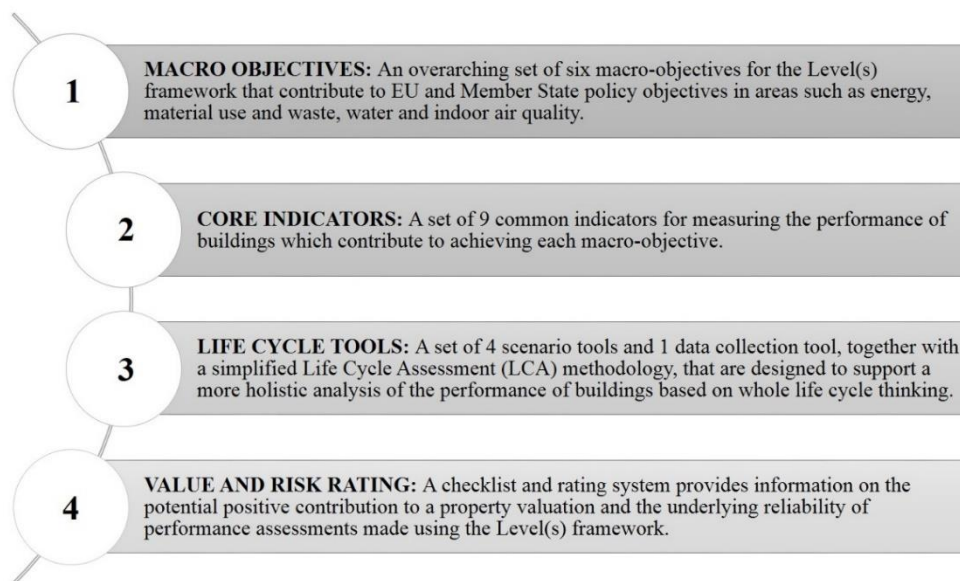 1
MACRO OBJECTIVES: An overarching set of six macro-objectives for the Level(s)
framework that contribute to EU and Member State policy objectives in areas such as energy,
material use and waste, water and indoor air quality.
2
CORE INDICATORS: A set of 9 common indicators for measuring the performance of
buildings which contribute to achieving each macro-objective.
3
LIFE CYCLE TOOLS: A set of 4 scenario tools and 1 data collection tool, together with
a simplified Life Cycle Assessment (LCA) methodology, that are designed to support a
more holistic analysis of the performance of buildings based on whole life cycle thinking.
4
VALUE AND RISK RATING: A checklist and rating system provides information on the
potential positive contribution to a property valuation and the underlying reliability of
performance assessments made using the Level(s) framework.